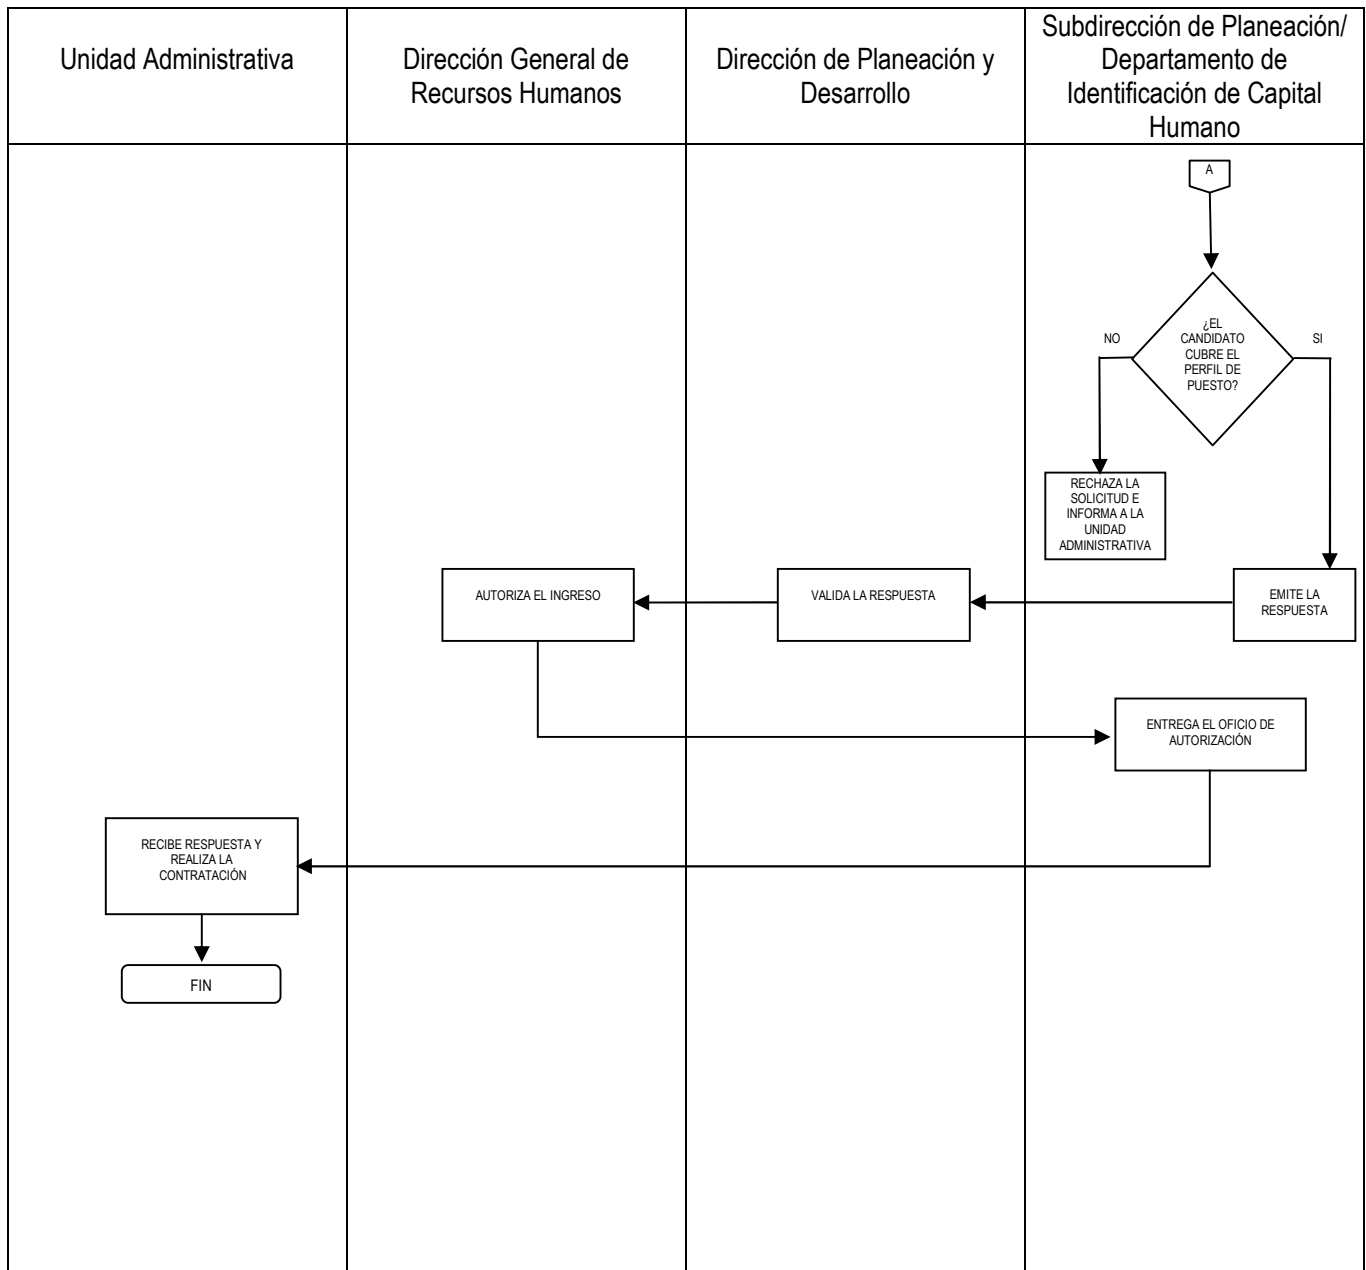 Unidad Administrativa
Dirección General de
Recursos Humanos
Dirección de Planeación y
Desarrollo
Subdirección de Planeación/
Departamento de
Identificación de Capital
Humano
A
¿EL
CANDIDATO
CUBRE EL
PERFIL DE
PUESTO?
NO
SI
RECHAZA LA
SOLICITUD E
INFORMA A LA
UNIDAD
ADMINISTRATIVA
AUTORIZA EL INGRESO
VALIDA LA RESPUESTA
EMITE LA
RESPUESTA
ENTREGA EL OFICIO DE
AUTORIZACIÓN
RECIBE RESPUESTA Y
REALIZA LA
CONTRATACIÓN
FIN